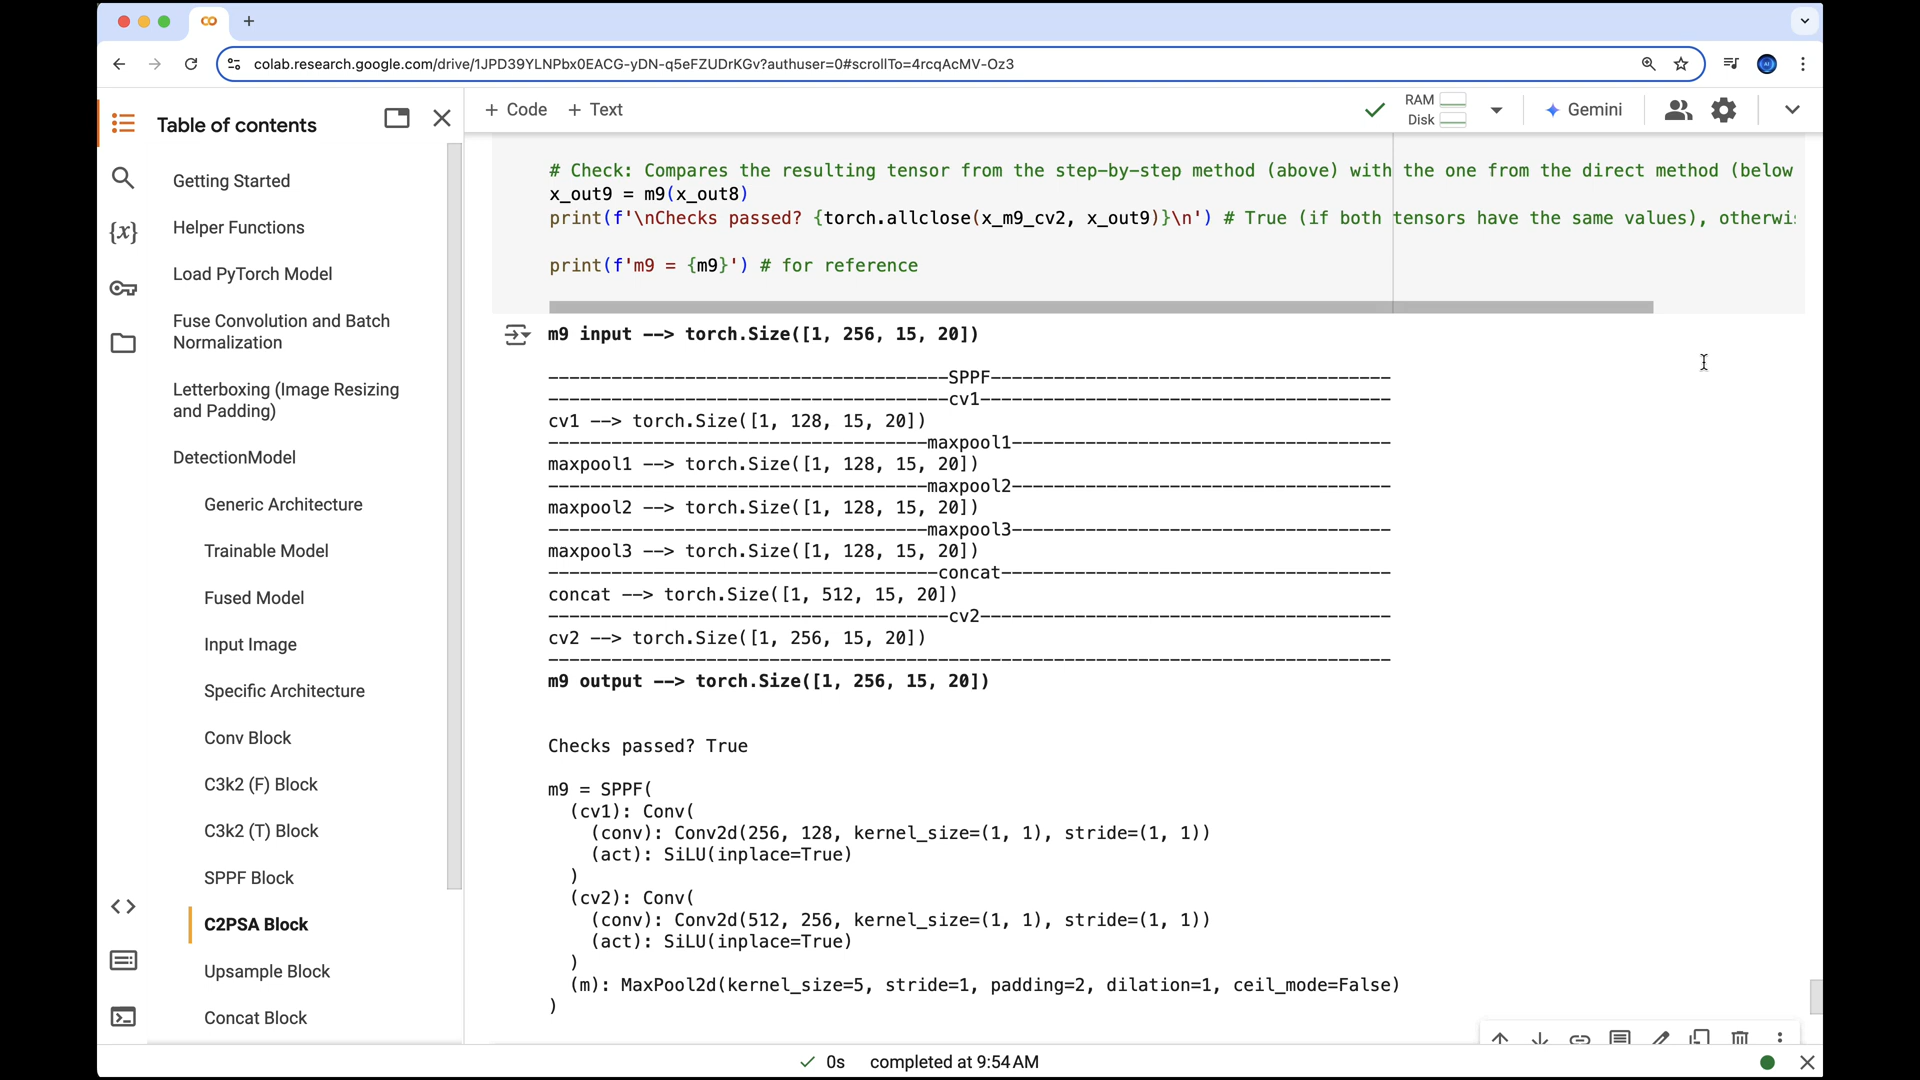 colab.research.google.com/drive/1JPD39YLNPbx0EACG-yDN-q5eFZUDrKGv?authuser=0#scrollTo=4rcqAcMV-Oz3
Table of contents
Getting Started
Helper Functions
Load PyTorch Model
Fuse Convolution and Batch
Normalization
Letterboxing (Image Resizing
and Padding)
DetectionModel
Generic Architecture
Trainable Model
Fused Model
Input Image
Specific Architecture
Conv Block
C3k2 (F) Block
C3k2 (T) Block
SPPF Block
C2PSA Block
Upsample Block
Concat Block
+ Code + Text
RAM
Disk
Gemini
# Check: Compares the resulting tensor from the step-by-step method (above) with the one from the direct method (below
x_out9 = m9(x_out8)
print(f'\nChecks passed? {torch.allclose(x_m9_cv2, x_out9)}\n') # True (if both tensors have the same values), otherwi
print(f'm9 = {m9}') # for reference
m9 input --> torch.Size([1, 256, 15, 20])
--------------------------------------SPPF--------------------------------------
--------------------------------------cv1---------------------------------------
cv1 --> torch.Size([1, 128, 15, 20])
------------------------------------maxpool1------------------------------------
maxpool1 --> torch.Size([1, 128, 15, 20])
------------------------------------maxpool2------------------------------------
maxpool2 --> torch.Size([1, 128, 15, 20])
------------------------------------maxpool3------------------------------------
maxpool3 --> torch.Size([1, 128, 15, 20])
-------------------------------------concat-------------------------------------
concat --> torch.Size([1, 512, 15, 20])
--------------------------------------cv2---------------------------------------
cv2 --> torch.Size([1, 256, 15, 20])
--------------------------------------------------------------------------------
m9 output --> torch.Size([1, 256, 15, 20])
Checks passed? True
m9 = SPPF(
(cv1): Conv(
(conv): Conv2d(256, 128, kernel_size=(1, 1), stride=(1, 1))
(act): SiLU(inplace=True)
)
(cv2): Conv(
(conv): Conv2d(512, 256, kernel_size=(1, 1), stride=(1, 1))
(act): SiLU(inplace=True)
)
(m): MaxPool2d(kernel_size=5, stride=1, padding=2, dilation=1, ceil_mode=False)
)
0s completed at 9:54 AM